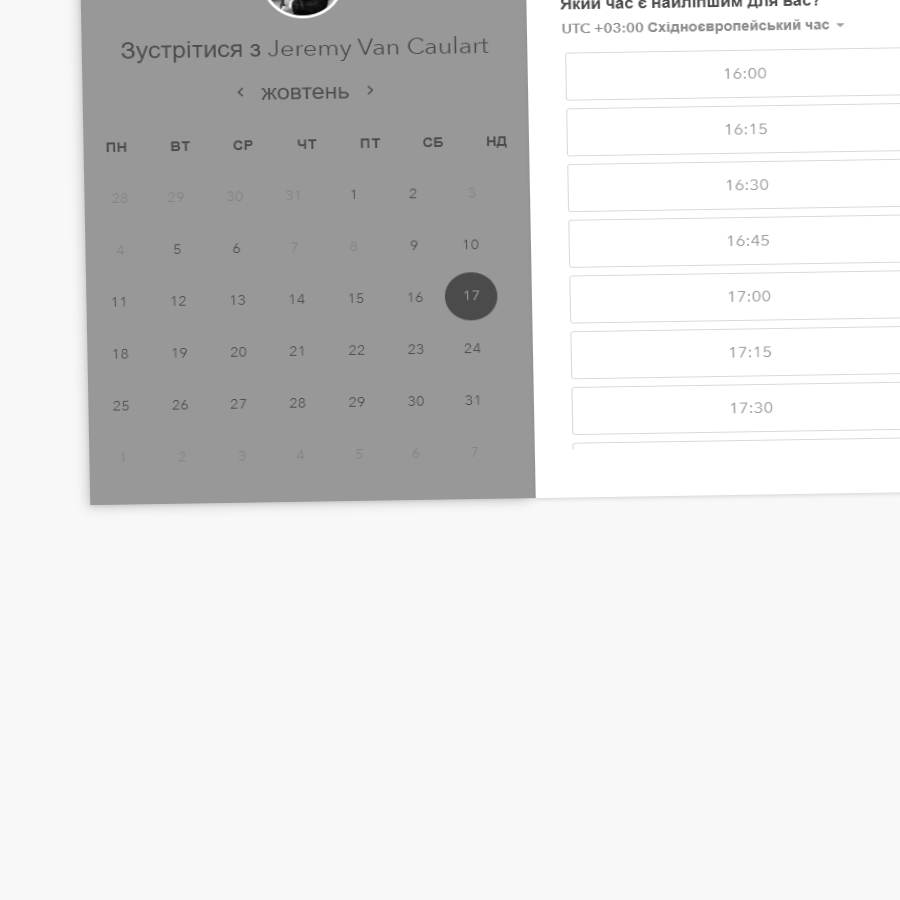 Зустрітися з Jeremy Van Caulart
‹ жовтень ›
ПН ВТ СР ЧТ ПТ СБ НД
28 29 30 31 1 2 3
4 5 6 7 8 9 10
11 12 13 14 15 16 17
18 19 20 21 22 23 24
25 26 27 28 29 30 31
1 2 3 4 5 6 7
Який час є найліпшим для вас?
UTC +03:00 Східноєвропейський час
16:00
16:15
16:30
16:45
17:00
17:15
17:30